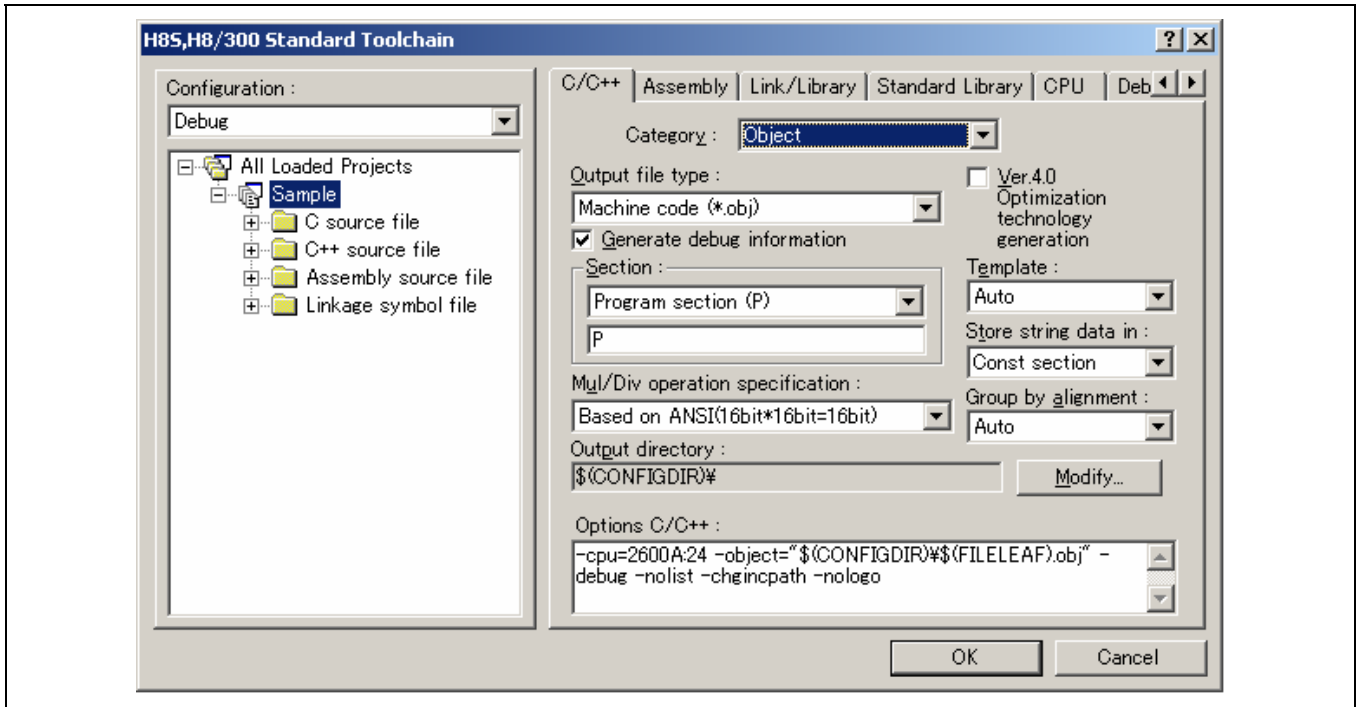 H8S,H8/300 Standard Toolchain
Configuration :
Debug
All Loaded Projects
Sample
C source file
C++ source file
Assembly source file
Linkage symbol file
C/C++ Assembly Link/Library Standard Library CPU Deb
Category : Object
Output file type :
Machine code (*.obj)
Generate debug information
Section :
Program section (P)
P
Mul/Div operation specification :
Based on ANSI(16bit*16bit=16bit)
Output directory :
$(CONFIGDIR)¥
Modify...
Ver.4.0
Optimization
technology
generation
Template :
Auto
Store string data in :
Const section
Group by alignment :
Auto
Options C/C++ :
-cpu=2600A:24 -object="$(CONFIGDIR)¥$(FILELEAF).obj" -
debug -nolist -chgincpath -nologo
OK Cancel